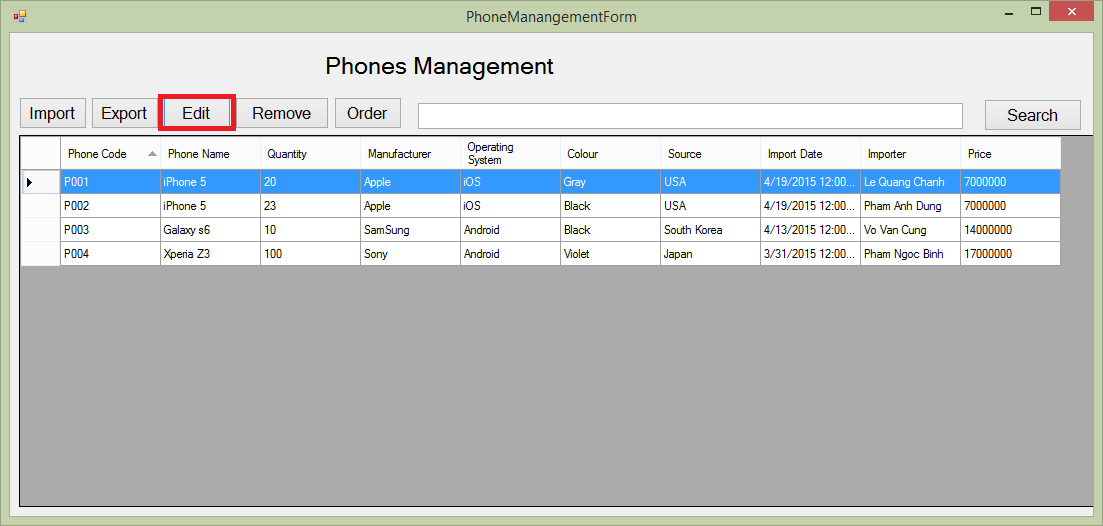 PhoneManangementForm
Phones Management
Import Export Edit Remove Order Search
Phone Code Phone Name Quantity Manufacturer Operating System Colour Source Import Date Importer Price
P001 iPhone 5 20 Apple iOS Gray USA 4/19/2015 12:00... Le Quang Chanh 7000000
P002 iPhone 5 23 Apple iOS Black USA 4/19/2015 12:00... Pham Anh Dung 7000000
P003 Galaxy s6 10 SamSung Android Black South Korea 4/13/2015 12:00... Vo Van Cung 14000000
P004 Xperia Z3 100 Sony Android Violet Japan 3/31/2015 12:00... Pham Ngoc Binh 17000000